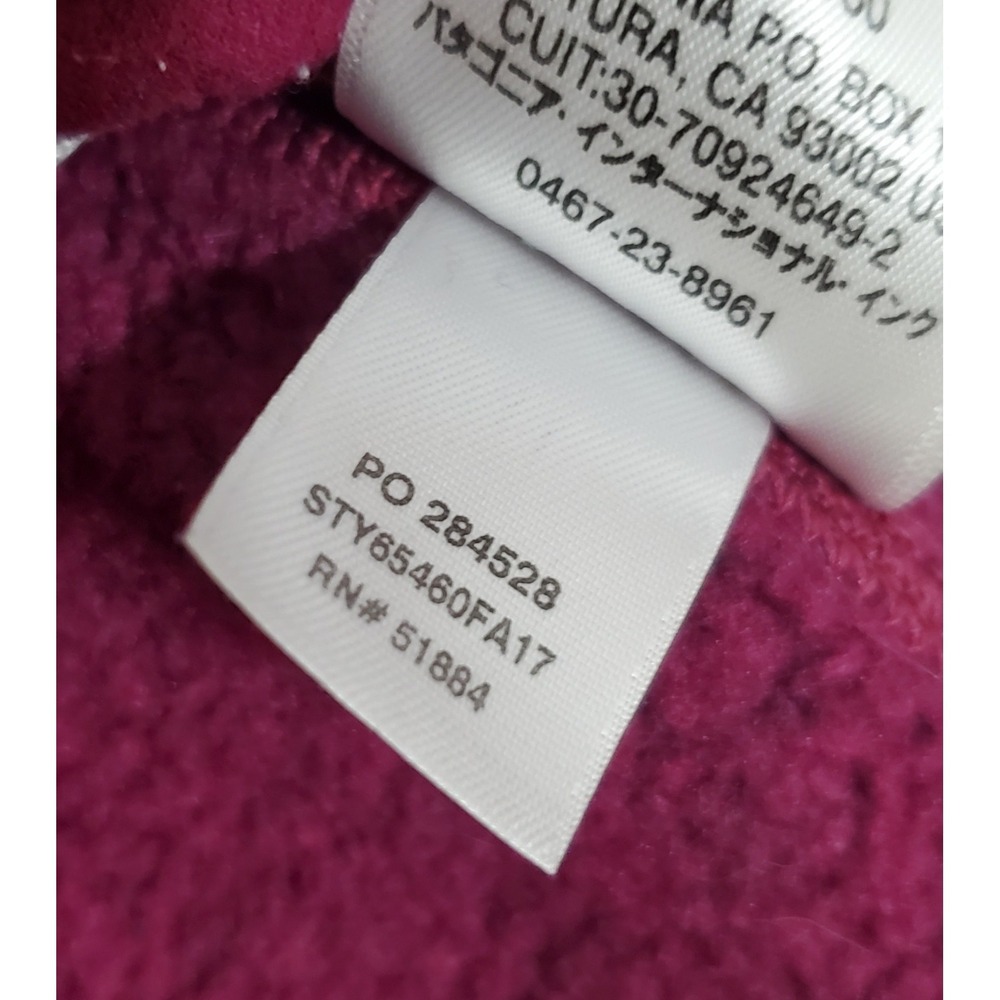 P.O. BOX
TURA, CA 93002
CUIT:30-70924649-2
パタゴニア・インターナショナル・インク
0467-23-8961
PO 284528
STY65460FA17
RN# 51884